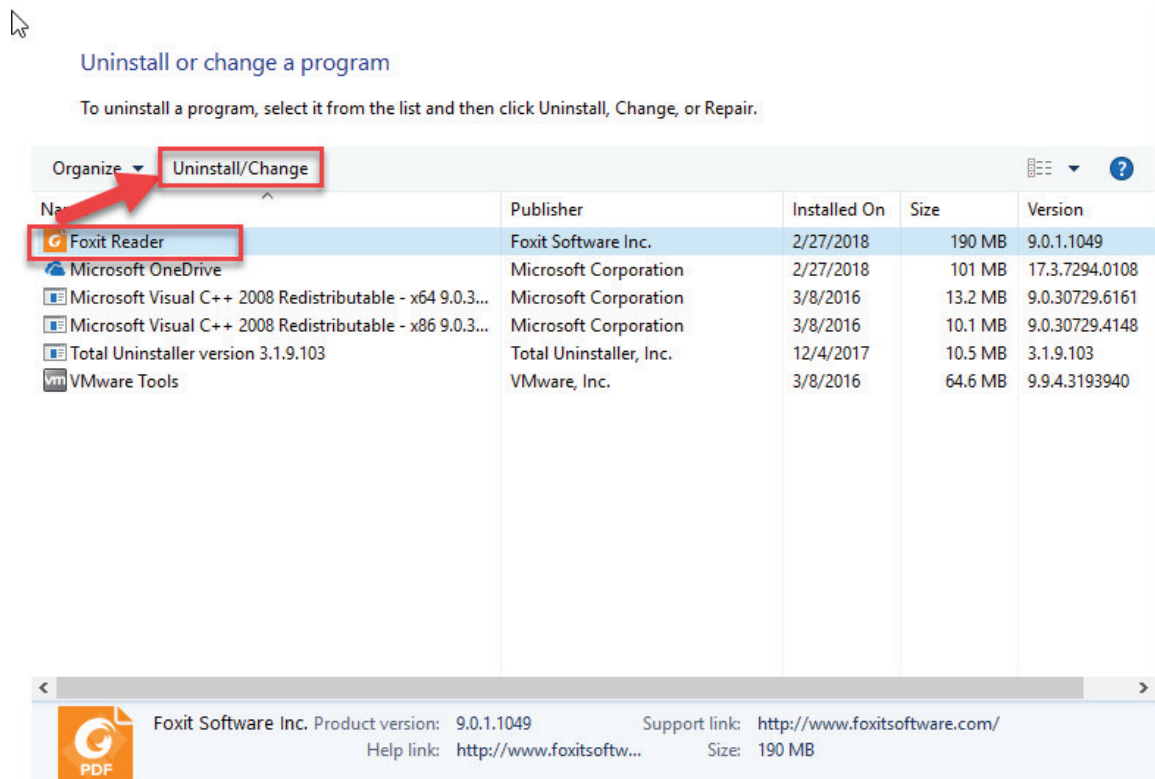 Uninstall or change a program
To uninstall a program, select it from the list and then click Uninstall, Change, or Repair.
Organize Uninstall/Change
Publisher Installed On Size Version
Foxit Reader Foxit Software Inc. 2/27/2018 190 MB 9.0.1.1049
Microsoft OneDrive Microsoft Corporation 2/27/2018 101 MB 17.3.7294.0108
Microsoft Visual C++ 2008 Redistributable - x64 9.0.3... Microsoft Corporation 3/8/2016 13.2 MB 9.0.30729.6161
Microsoft Visual C++ 2008 Redistributable - x86 9.0.3... Microsoft Corporation 3/8/2016 10.1 MB 9.0.30729.4148
Total Uninstaller version 3.1.9.103 Total Uninstaller, Inc. 12/4/2017 10.5 MB 3.1.9.103
vm VMware Tools VMware, Inc. 3/8/2016 64.6 MB 9.9.4.3193940
Foxit Software Inc. Product version: 9.0.1.1049 Support link: http://www.foxitsoftware.com/
Help link: http://www.foxitsoftw... Size: 190 MB
PDF